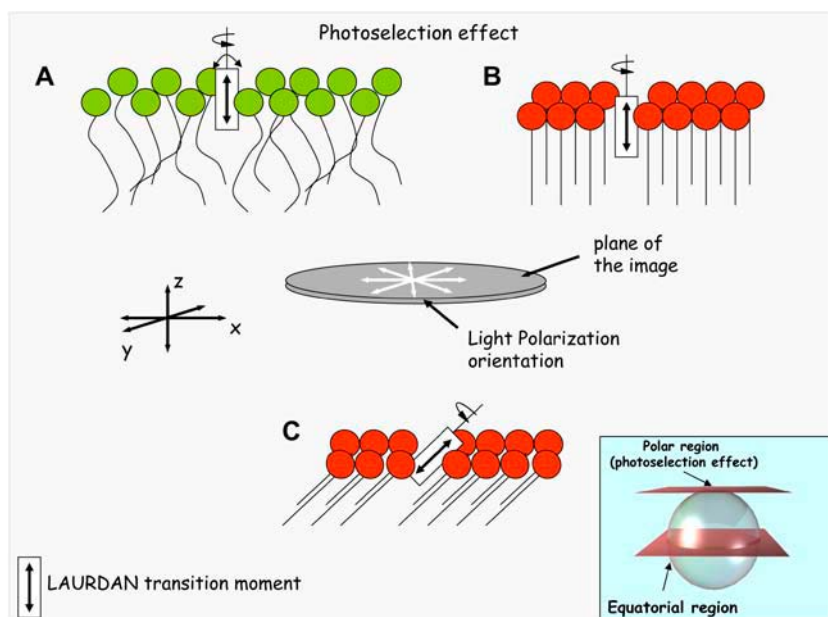 Photoselection effect
A
B
plane of
the image
z
y
x
Light Polarization
orientation
C
Polar region
(photoselection effect)
LAURDAN transition moment
Equatorial region